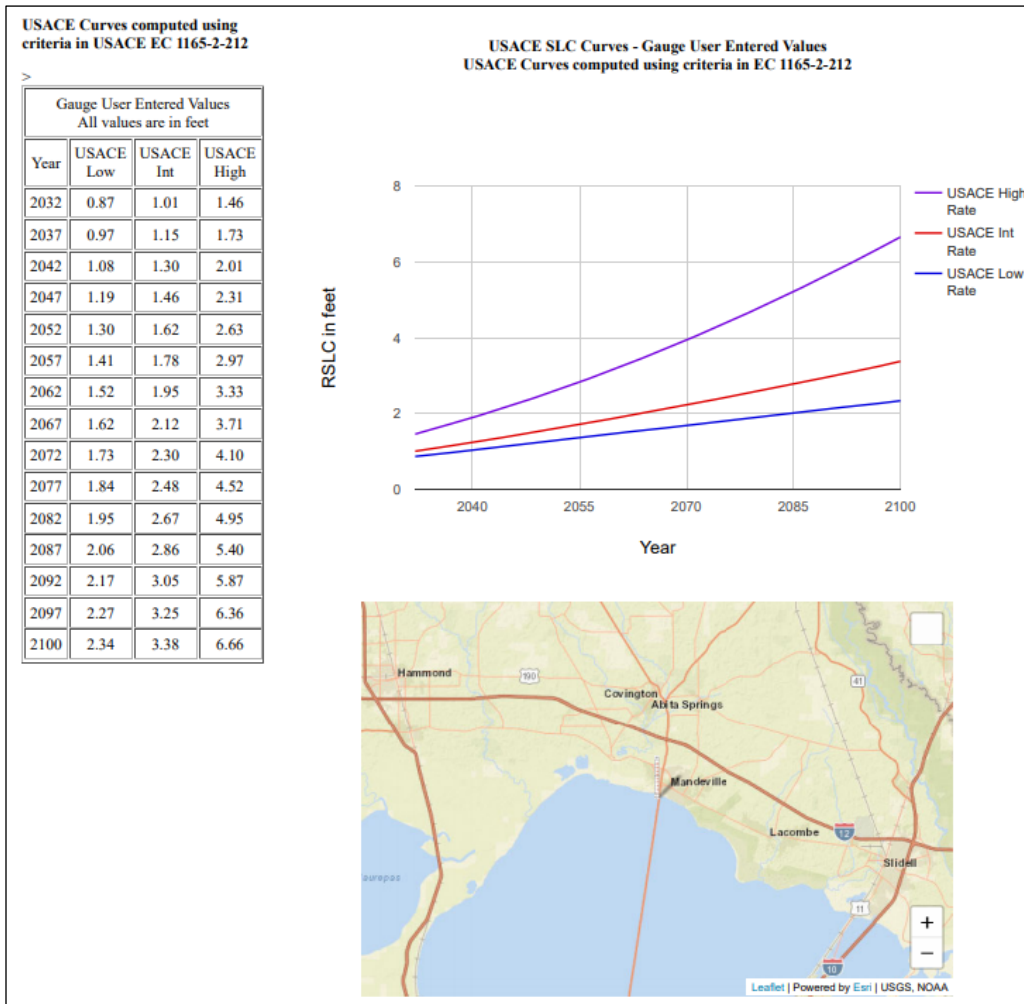 USACE Curves computed using
criteria in USACE EC 1165-2-212
>
Gauge User Entered Values
All values are in feet
Year USACE Low USACE Int USACE High
2032 0.87 1.01 1.46
2037 0.97 1.15 1.73
2042 1.08 1.30 2.01
2047 1.19 1.46 2.31
2052 1.30 1.62 2.63
2057 1.41 1.78 2.97
2062 1.52 1.95 3.33
2067 1.62 2.12 3.71
2072 1.73 2.30 4.10
2077 1.84 2.48 4.52
2082 1.95 2.67 4.95
2087 2.06 2.86 5.40
2092 2.17 3.05 5.87
2097 2.27 3.25 6.36
2100 2.34 3.38 6.66
USACE SLC Curves - Gauge User Entered Values
USACE Curves computed using criteria in EC 1165-2-212
8
6
4
2
0
RSLC in feet
2040 2055 2070 2085 2100
Year
USACE High
Rate
USACE Int
Rate
USACE Low
Rate
Hammond
190
Covington
Abita Springs
41
Mandeville
Lacombe
12
Slidell
11
10
+
−
Leaflet | Powered by Esri | USGS, NOAA